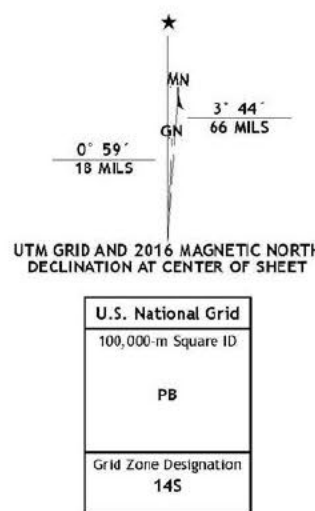 ★
MN
3° 44´
66 MILS
GN
0° 59´
18 MILS
UTM GRID AND 2016 MAGNETIC NORTH
DECLINATION AT CENTER OF SHEET
U.S. National Grid
100,000-m Square ID
PB
Grid Zone Designation
14S